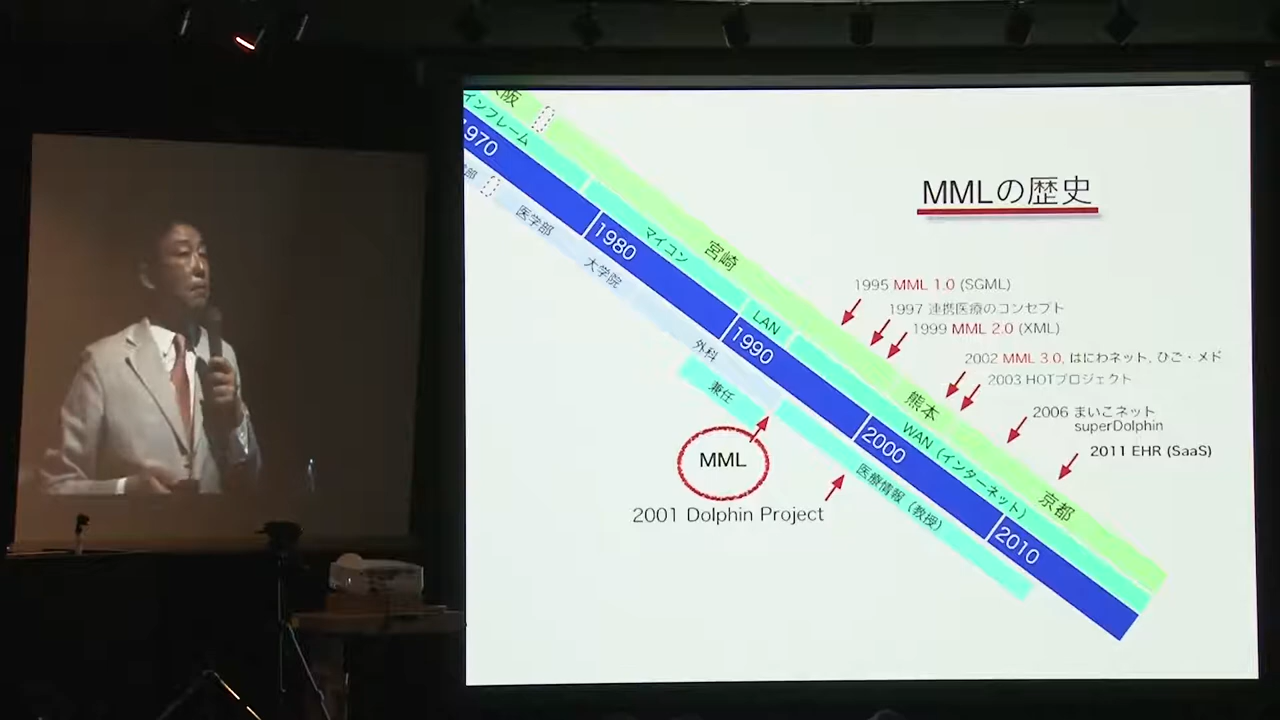 MMLの歴史
阪
インフレーム
1970
部
医学部
1980
マイコン
宮崎
大学院
LAN
1990
外科
兼任
1995 MML 1.0 (SGML)
1997 連携医療のコンセプト
1999 MML 2.0 (XML)
2002 MML 3.0, はにわネット, ひご・メド
2003 HOTプロジェクト
2006 まいこネット
superDolphin
2011 EHR (SaaS)
熊本
WAN (インターネット)
2000
京都
MML
医療情報 (教授)
2001 Dolphin Project
2010